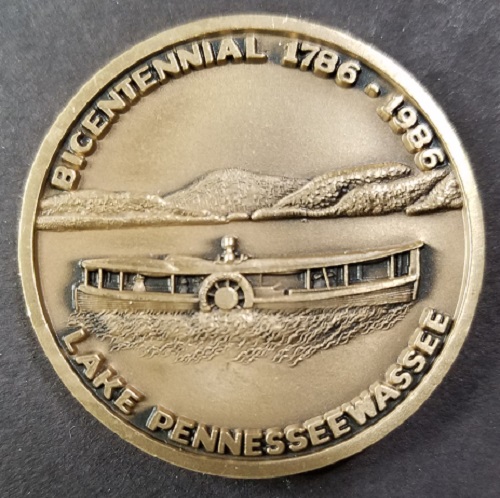 BICENTENNIAL 1786 - 1986
LAKE PENNESSEEWASSEE